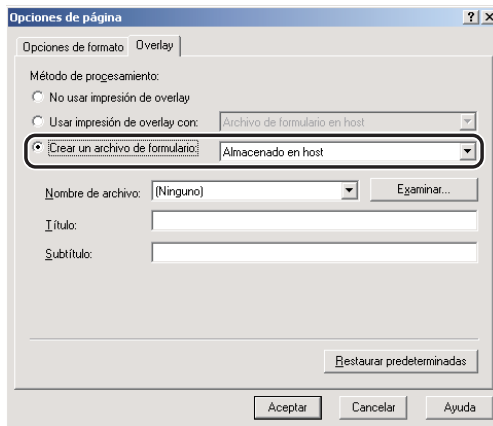 Opciones de página
Opciones de formato Overlay
Método de procesamiento:
No usar impresión de overlay
Usar impresión de overlay con: Archivo de formulario en host
Crear un archivo de formulario: Almacenado en host
Nombre de archivo: (Ninguno) Examinar...
Título:
Subtítulo:
Restaurar predeterminadas
Aceptar Cancelar Ayuda